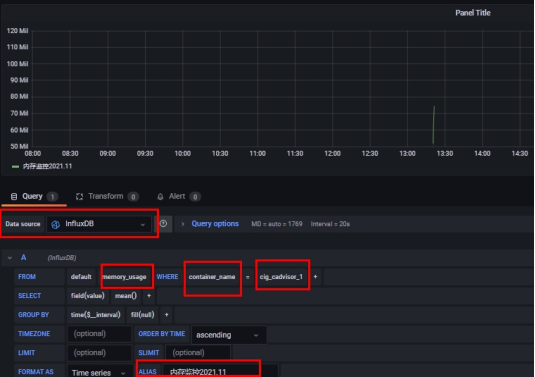 Panel Title
120 Mil
110 Mil
100 Mil
90 Mil
80 Mil
70 Mil
60 Mil
50 Mil
08:00 08:30 09:00 09:30 10:00 10:30 11:00 11:30 12:00 12:30 13:00 13:30 14:00 14:30
内存监控2021.11
Query 1 Transform 0 Alert 0
Data source InfluxDB Query options MD = auto = 1769 Interval = 20s
A (InfluxDB)
FROM default memory_usage WHERE container_name = cig_cadvisor_1 +
SELECT field(value) mean() +
GROUP BY time($__interval) fill(null) +
TIMEZONE (optional) ORDER BY TIME ascending
LIMIT (optional) SLIMIT (optional)
FORMAT AS Time series ALIAS 内存监控2021.11